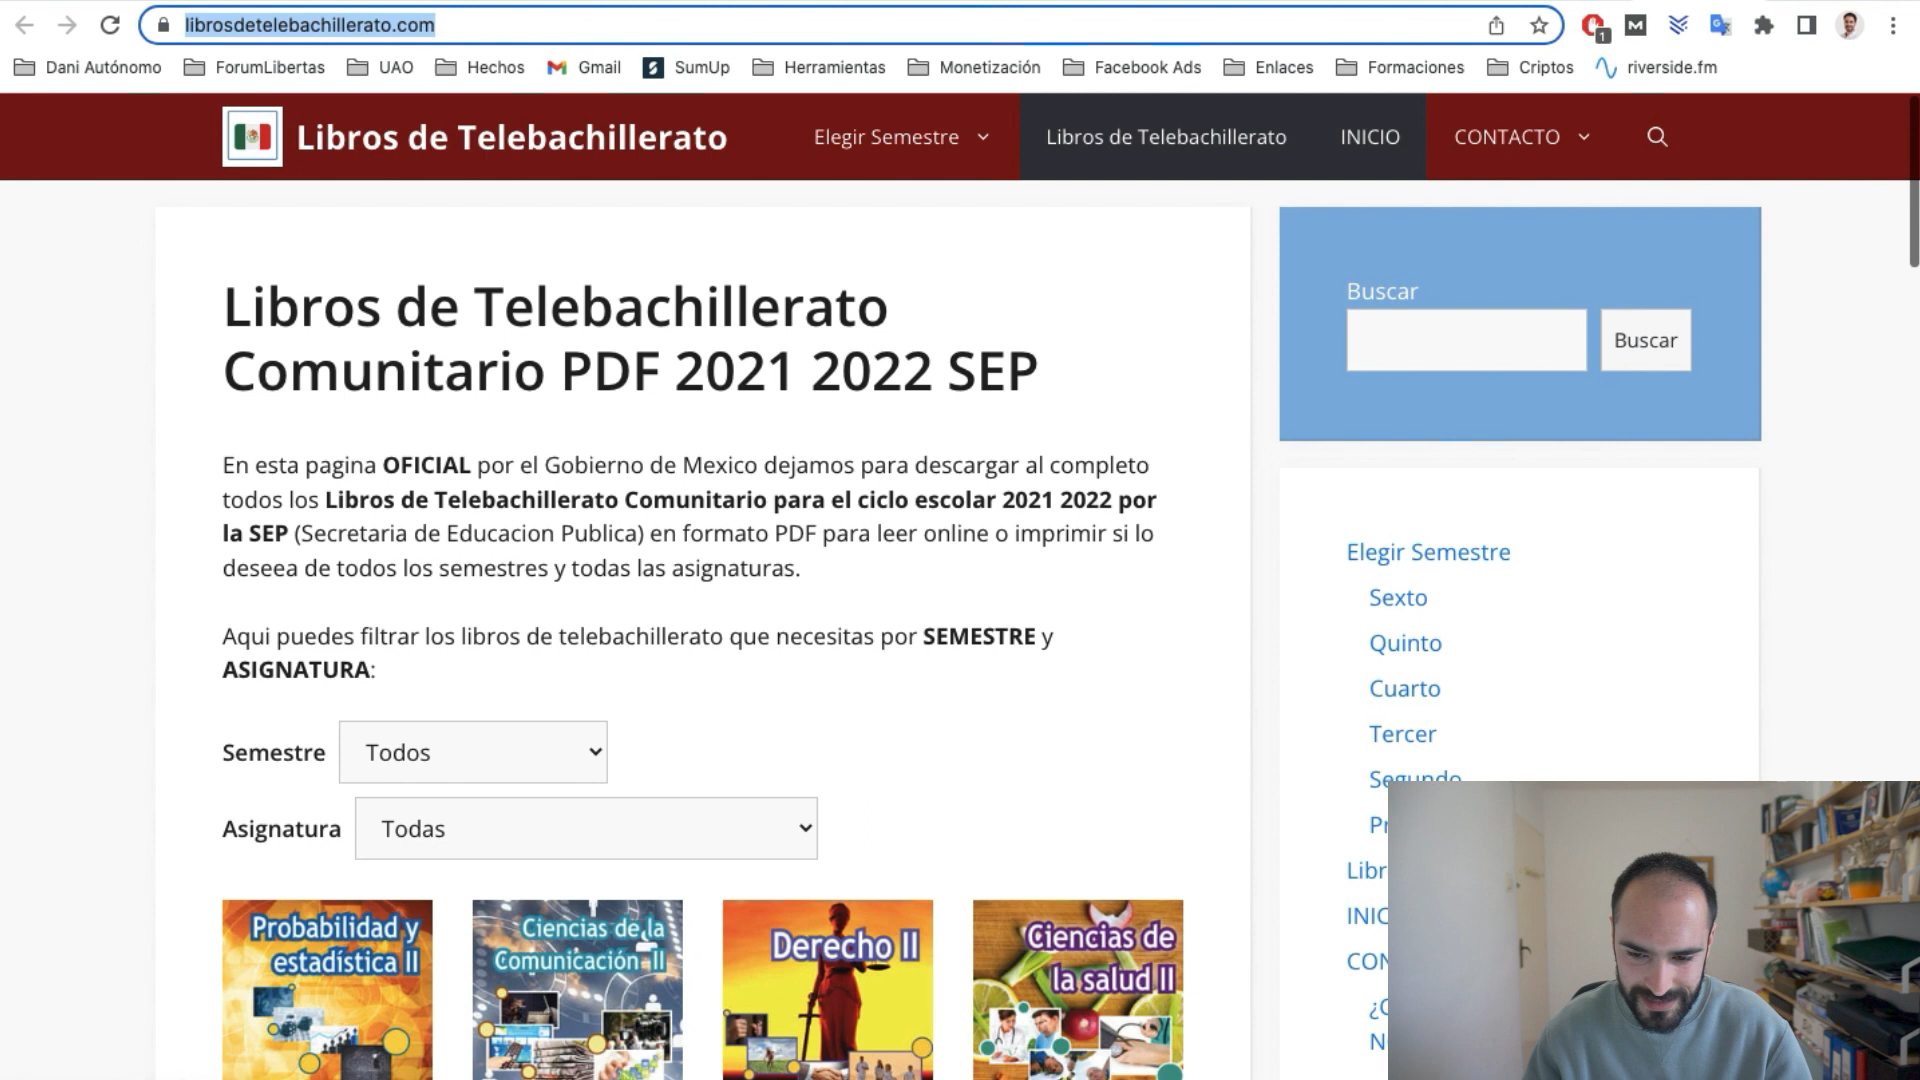 librosdetelebachillerato.com
1
Dani Autónomo
ForumLibertas
UAO
Hechos
Gmail
SumUp
Herramientas
Monetización
Facebook Ads
Enlaces
Formaciones
Criptos
riverside.fm
Libros de Telebachillerato
Elegir Semestre
Libros de Telebachillerato
INICIO
CONTACTO
Libros de Telebachillerato
Comunitario PDF 2021 2022 SEP
En esta pagina OFICIAL por el Gobierno de Mexico dejamos para descargar al completo
todos los Libros de Telebachillerato Comunitario para el ciclo escolar 2021 2022 por
la SEP (Secretaria de Educacion Publica) en formato PDF para leer online o imprimir si lo
deseea de todos los semestres y todas las asignaturas.
Aqui puedes filtrar los libros de telebachillerato que necesitas por SEMESTRE y
ASIGNATURA:
Semestre
Todos
Asignatura
Todas
Probabilidad y
estadística II
Ciencias de la
Comunicación II
Derecho II
Ciencias de
la salud II
Buscar
Buscar
Elegir Semestre
Sexto
Quinto
Cuarto
Tercer
Segundo
Pr
Libr
INIC
CON